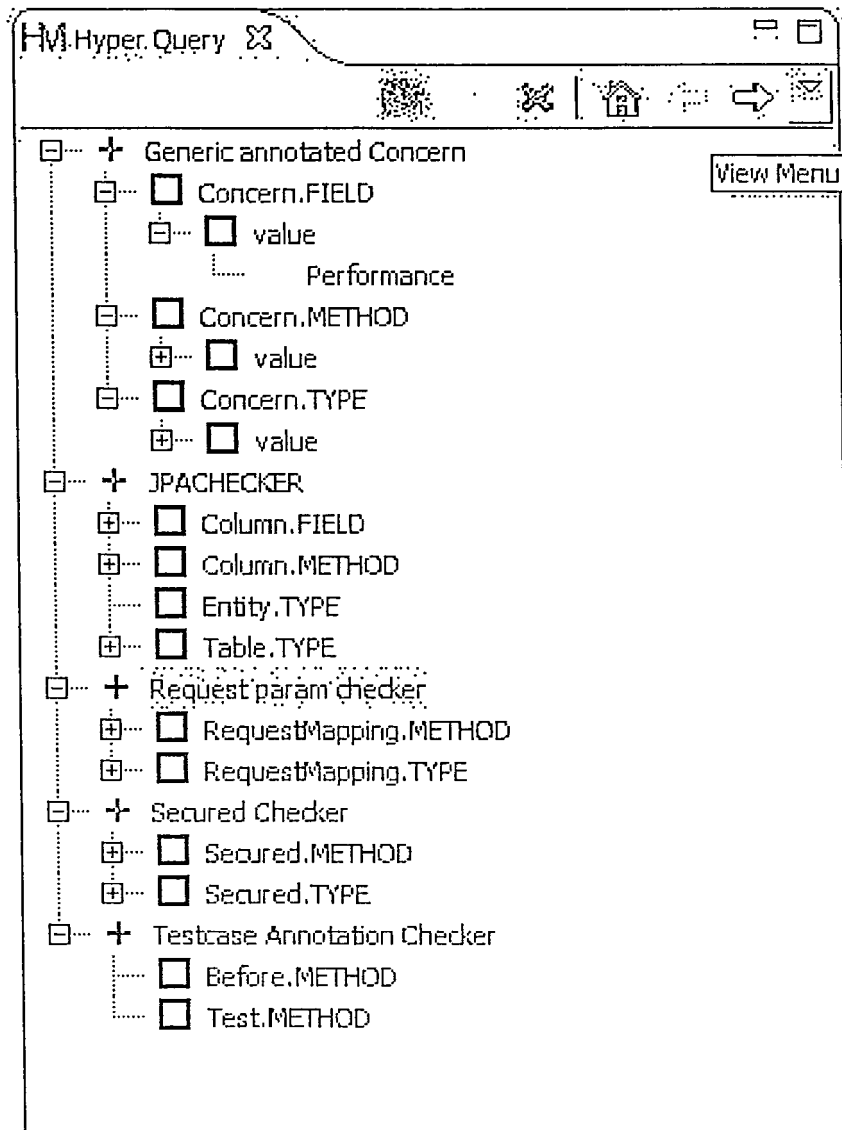 HM Hyper. Query
View Menu
Generic annotated Concern
Concern.FIELD
value
Performance
Concern.METHOD
value
Concern.TYPE
value
JPACHECKER
Column.FIELD
Column.METHOD
Entity.TYPE
Table.TYPE
Request param checker
RequestMapping.METHOD
RequestMapping.TYPE
Secured Checker
Secured.METHOD
Secured.TYPE
Testcase Annotation Checker
Before.METHOD
Test.METHOD